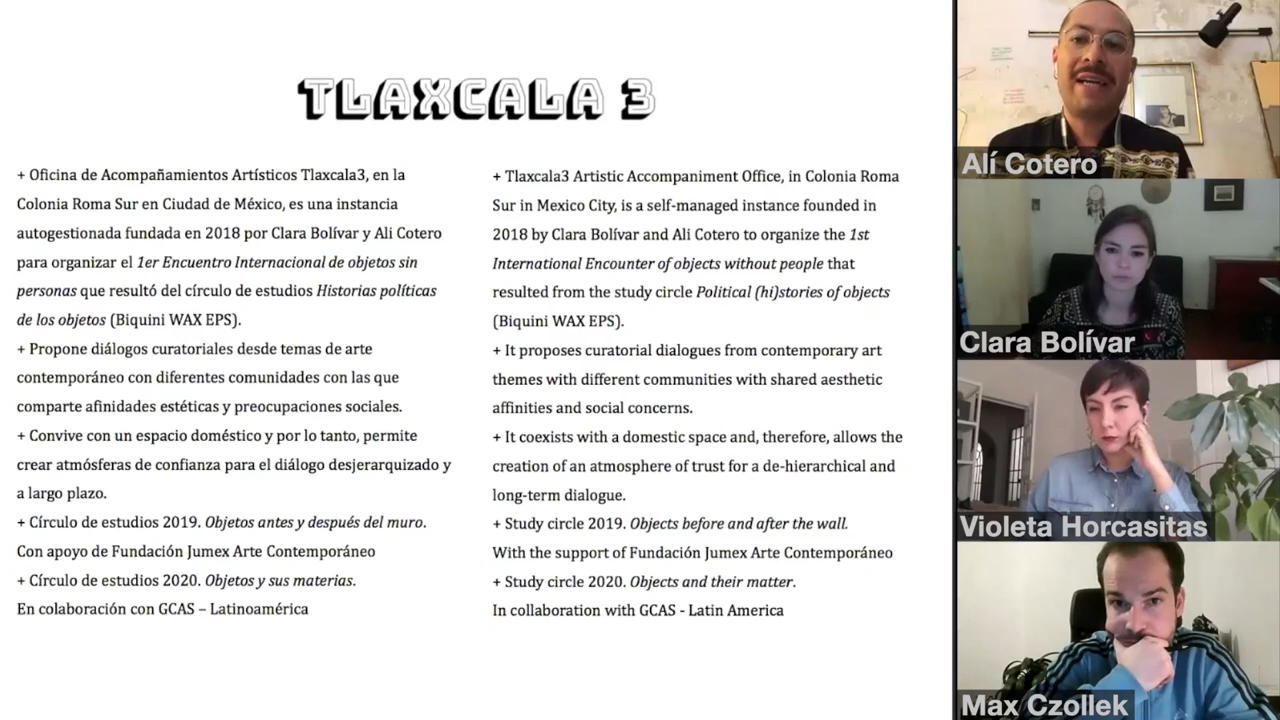 TLAXCALA 3
+ Oficina de Acompañamientos Artísticos Tlaxcala3, en la
Colonia Roma Sur en Ciudad de México, es una instancia
autogestionada fundada en 2018 por Clara Bolívar y Ali Cotero
para organizar el 1er Encuentro Internacional de objetos sin
personas que resultó del círculo de estudios Historias políticas
de los objetos (Biquini WAX EPS).
+ Propone diálogos curatoriales desde temas de arte
contemporáneo con diferentes comunidades con las que
comparte afinidades estéticas y preocupaciones sociales.
+ Convive con un espacio doméstico y por lo tanto, permite
crear atmósferas de confianza para el diálogo desjerarquizado y
a largo plazo.
+ Círculo de estudios 2019. Objetos antes y después del muro.
Con apoyo de Fundación Jumex Arte Contemporáneo
+ Círculo de estudios 2020. Objetos y sus materias.
En colaboración con GCAS – Latinoamérica
+ Tlaxcala3 Artistic Accompaniment Office, in Colonia Roma
Sur in Mexico City, is a self-managed instance founded in
2018 by Clara Bolívar and Ali Cotero to organize the 1st
International Encounter of objects without people that
resulted from the study circle Political (hi)stories of objects
(Biquini WAX EPS).
+ It proposes curatorial dialogues from contemporary art
themes with different communities with shared aesthetic
affinities and social concerns.
+ It coexists with a domestic space and, therefore, allows the
creation of an atmosphere of trust for a de-hierarchical and
long-term dialogue.
+ Study circle 2019. Objects before and after the wall.
With the support of Fundación Jumex Arte Contemporáneo
+ Study circle 2020. Objects and their matter.
In collaboration with GCAS - Latin America
Alí Cotero
Clara Bolívar
Violeta Horcasitas
Max Czollek